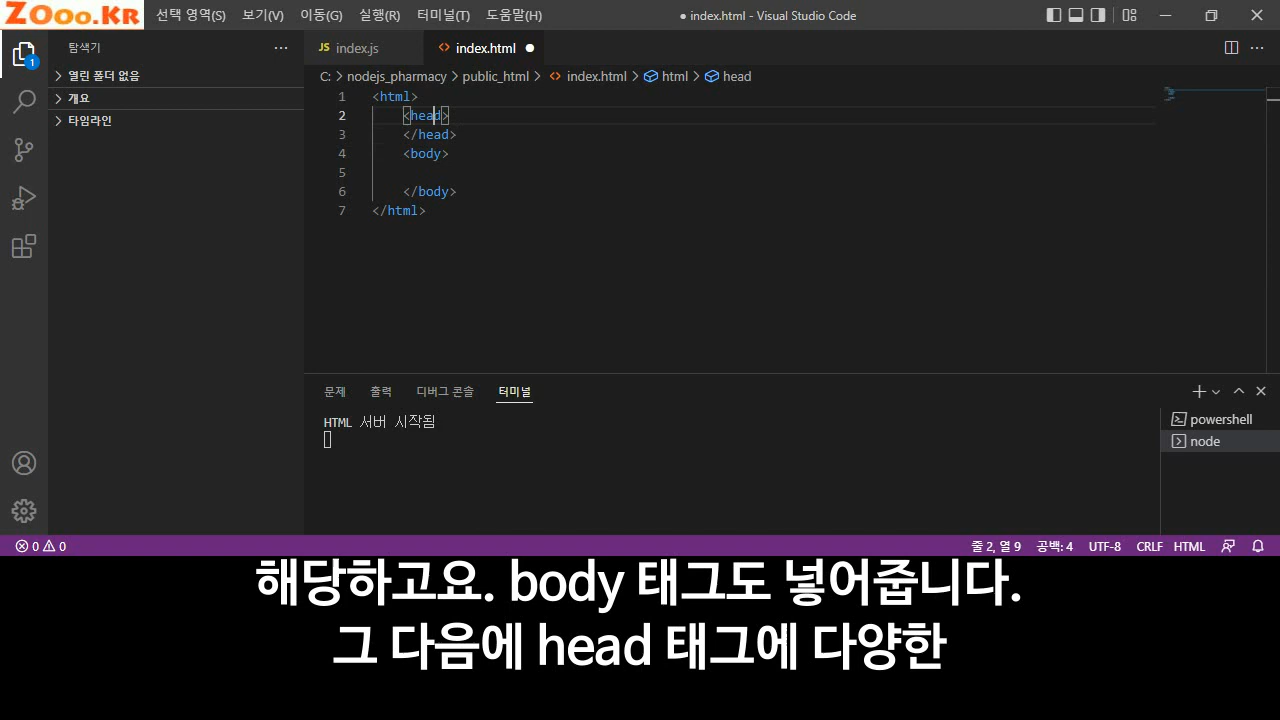 ZOoo.Kr
선택 영역(S) 보기(V) 이동(G) 실행(R) 터미널(T) 도움말(H)
● index.html - Visual Studio Code
탐색기
JS index.js
<> index.html ●
1
열린 폴더 없음
개요
타임라인
C: > nodejs_pharmacy > public_html > <> index.html > html > head
1 <html>
2 <head>
3 </head>
4 <body>
5
6 </body>
7 </html>
문제 출력 디버그 콘솔 터미널
HTML 서버 시작됨
powershell
node
0 0
줄 2, 열 9 공백: 4 UTF-8 CRLF HTML
해당하고요. body 태그도 넣어줍니다.
그 다음에 head 태그에 다양한